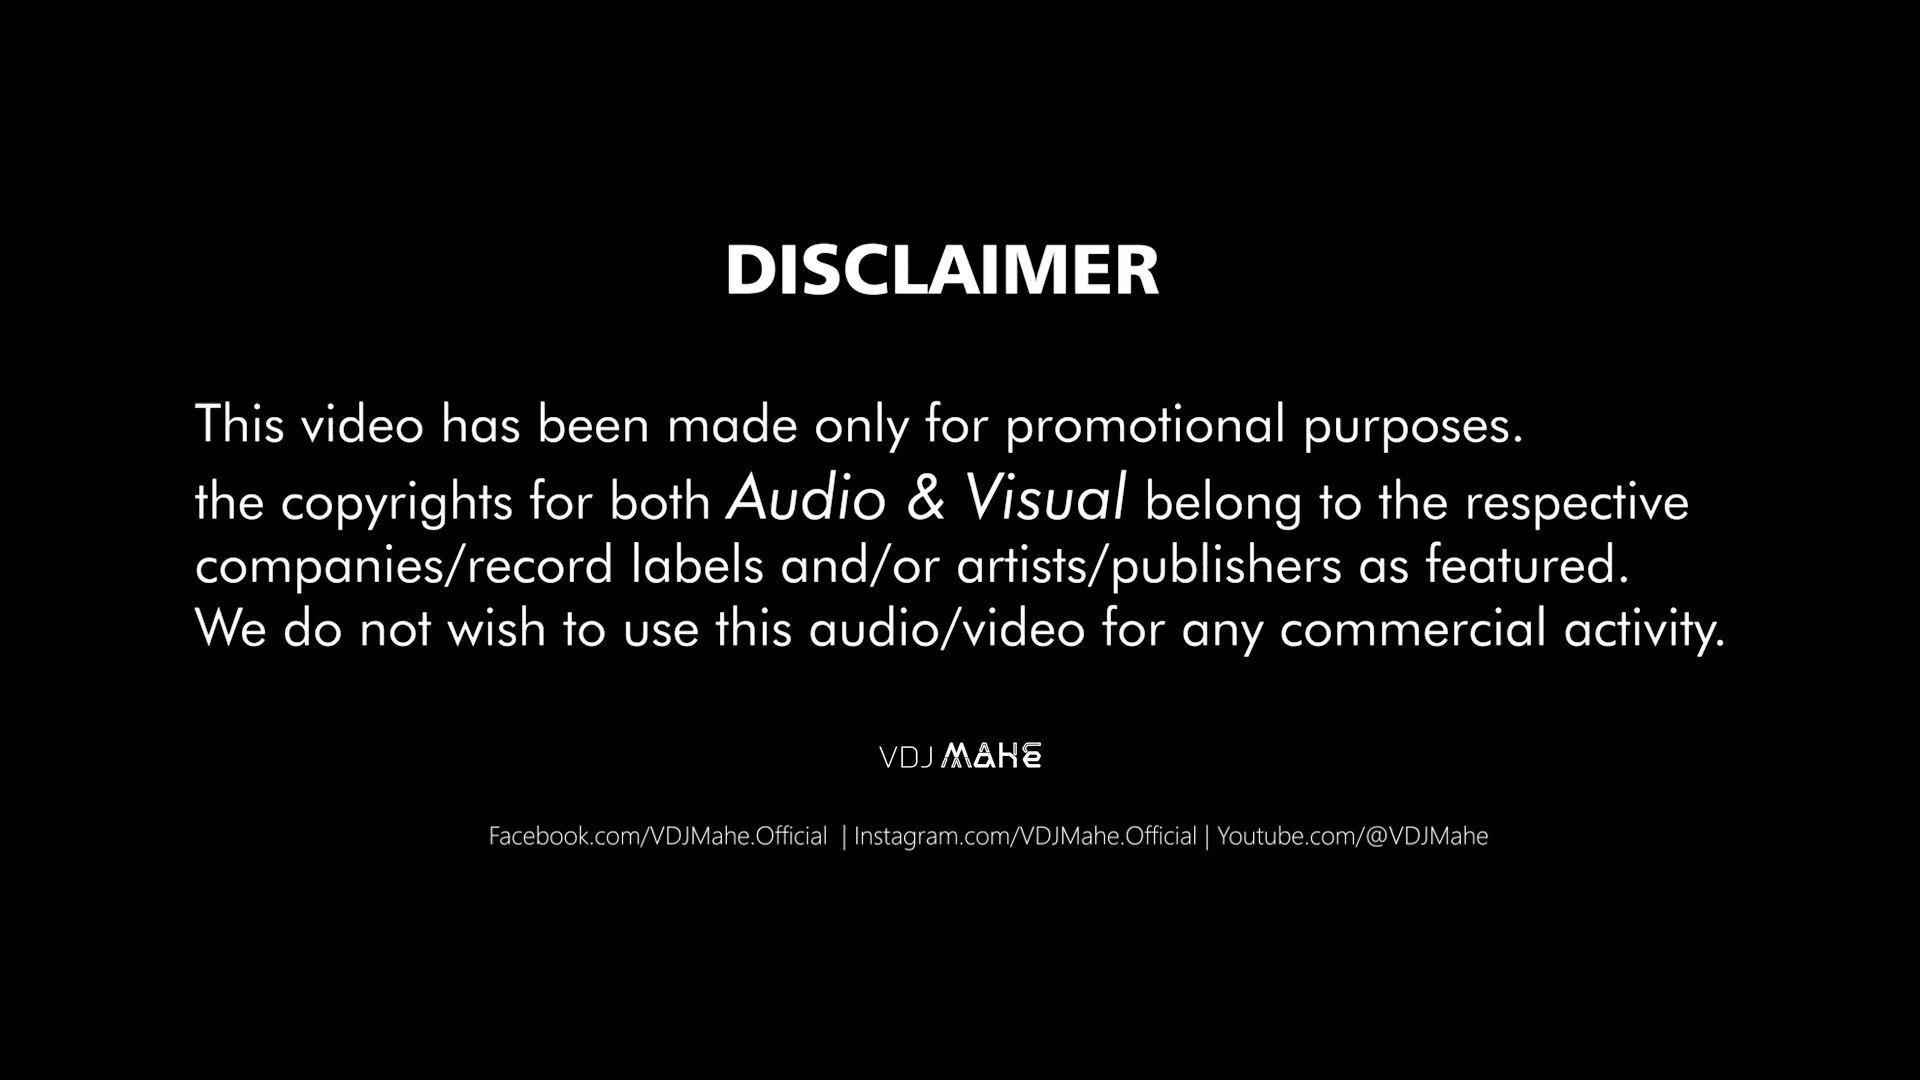 DISCLAIMER
This video has been made only for promotional purposes.
the copyrights for both Audio & Visual belong to the respective
companies/record labels and/or artists/publishers as featured.
We do not wish to use this audio/video for any commercial activity.
VDJ MAHE
Facebook.com/VDJMahe.Official | Instagram.com/VDJMahe.Official | Youtube.com/@VDJMahe